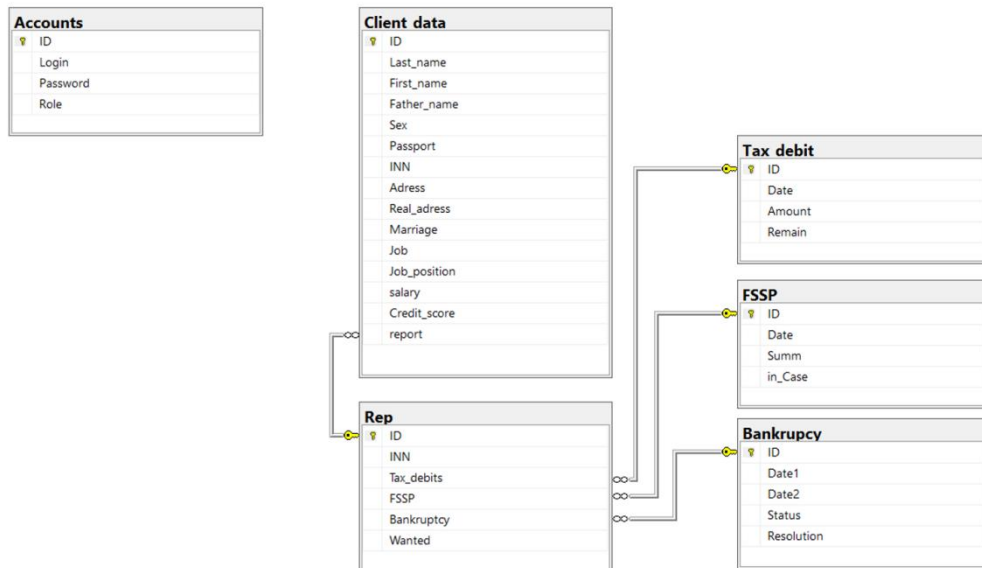 Accounts
ID
Login
Password
Role
Client data
ID
Last_name
First_name
Father_name
Sex
Passport
INN
Adress
Real_adress
Marriage
Job
Job_position
salary
Credit_score
report
Rep
ID
INN
Tax_debits
FSSP
Bankruptcy
Wanted
Tax debit
ID
Date
Amount
Remain
FSSP
ID
Date
Summ
in_Case
Bankrupcy
ID
Date1
Date2
Status
Resolution